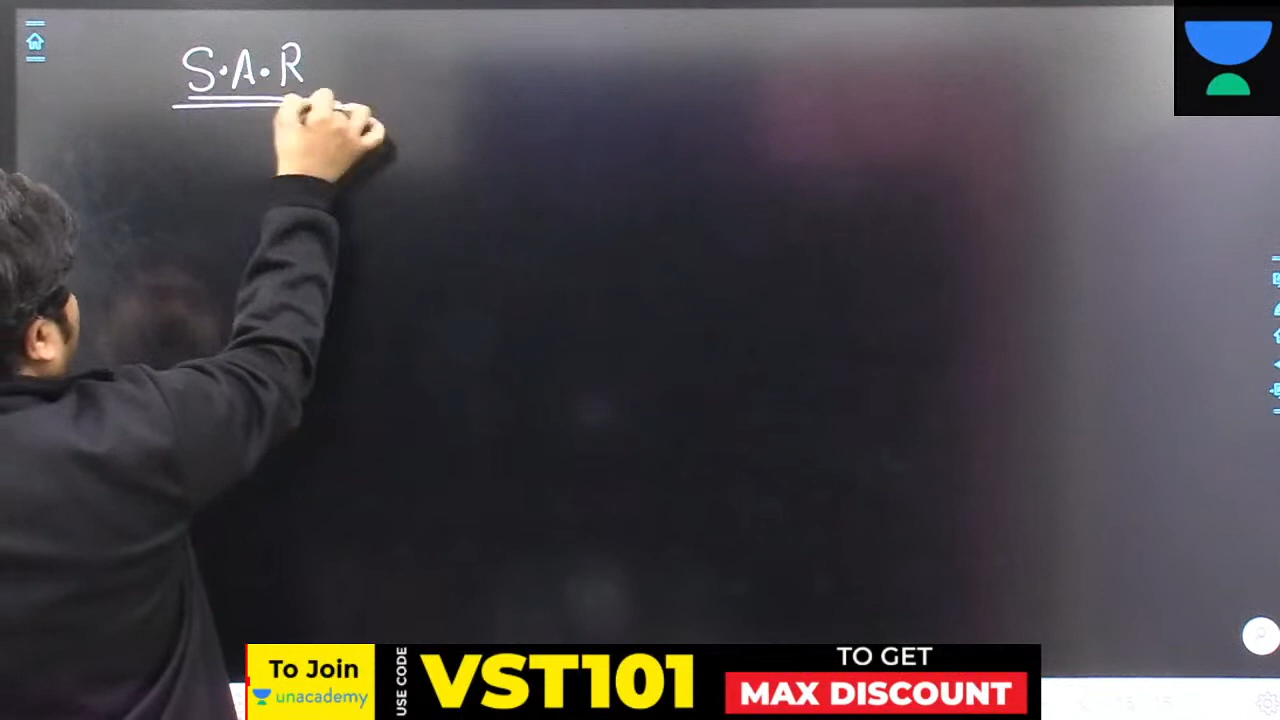 S.A.R
To Join
unacademy
USE CODE
VST101
TO GET
MAX DISCOUNT